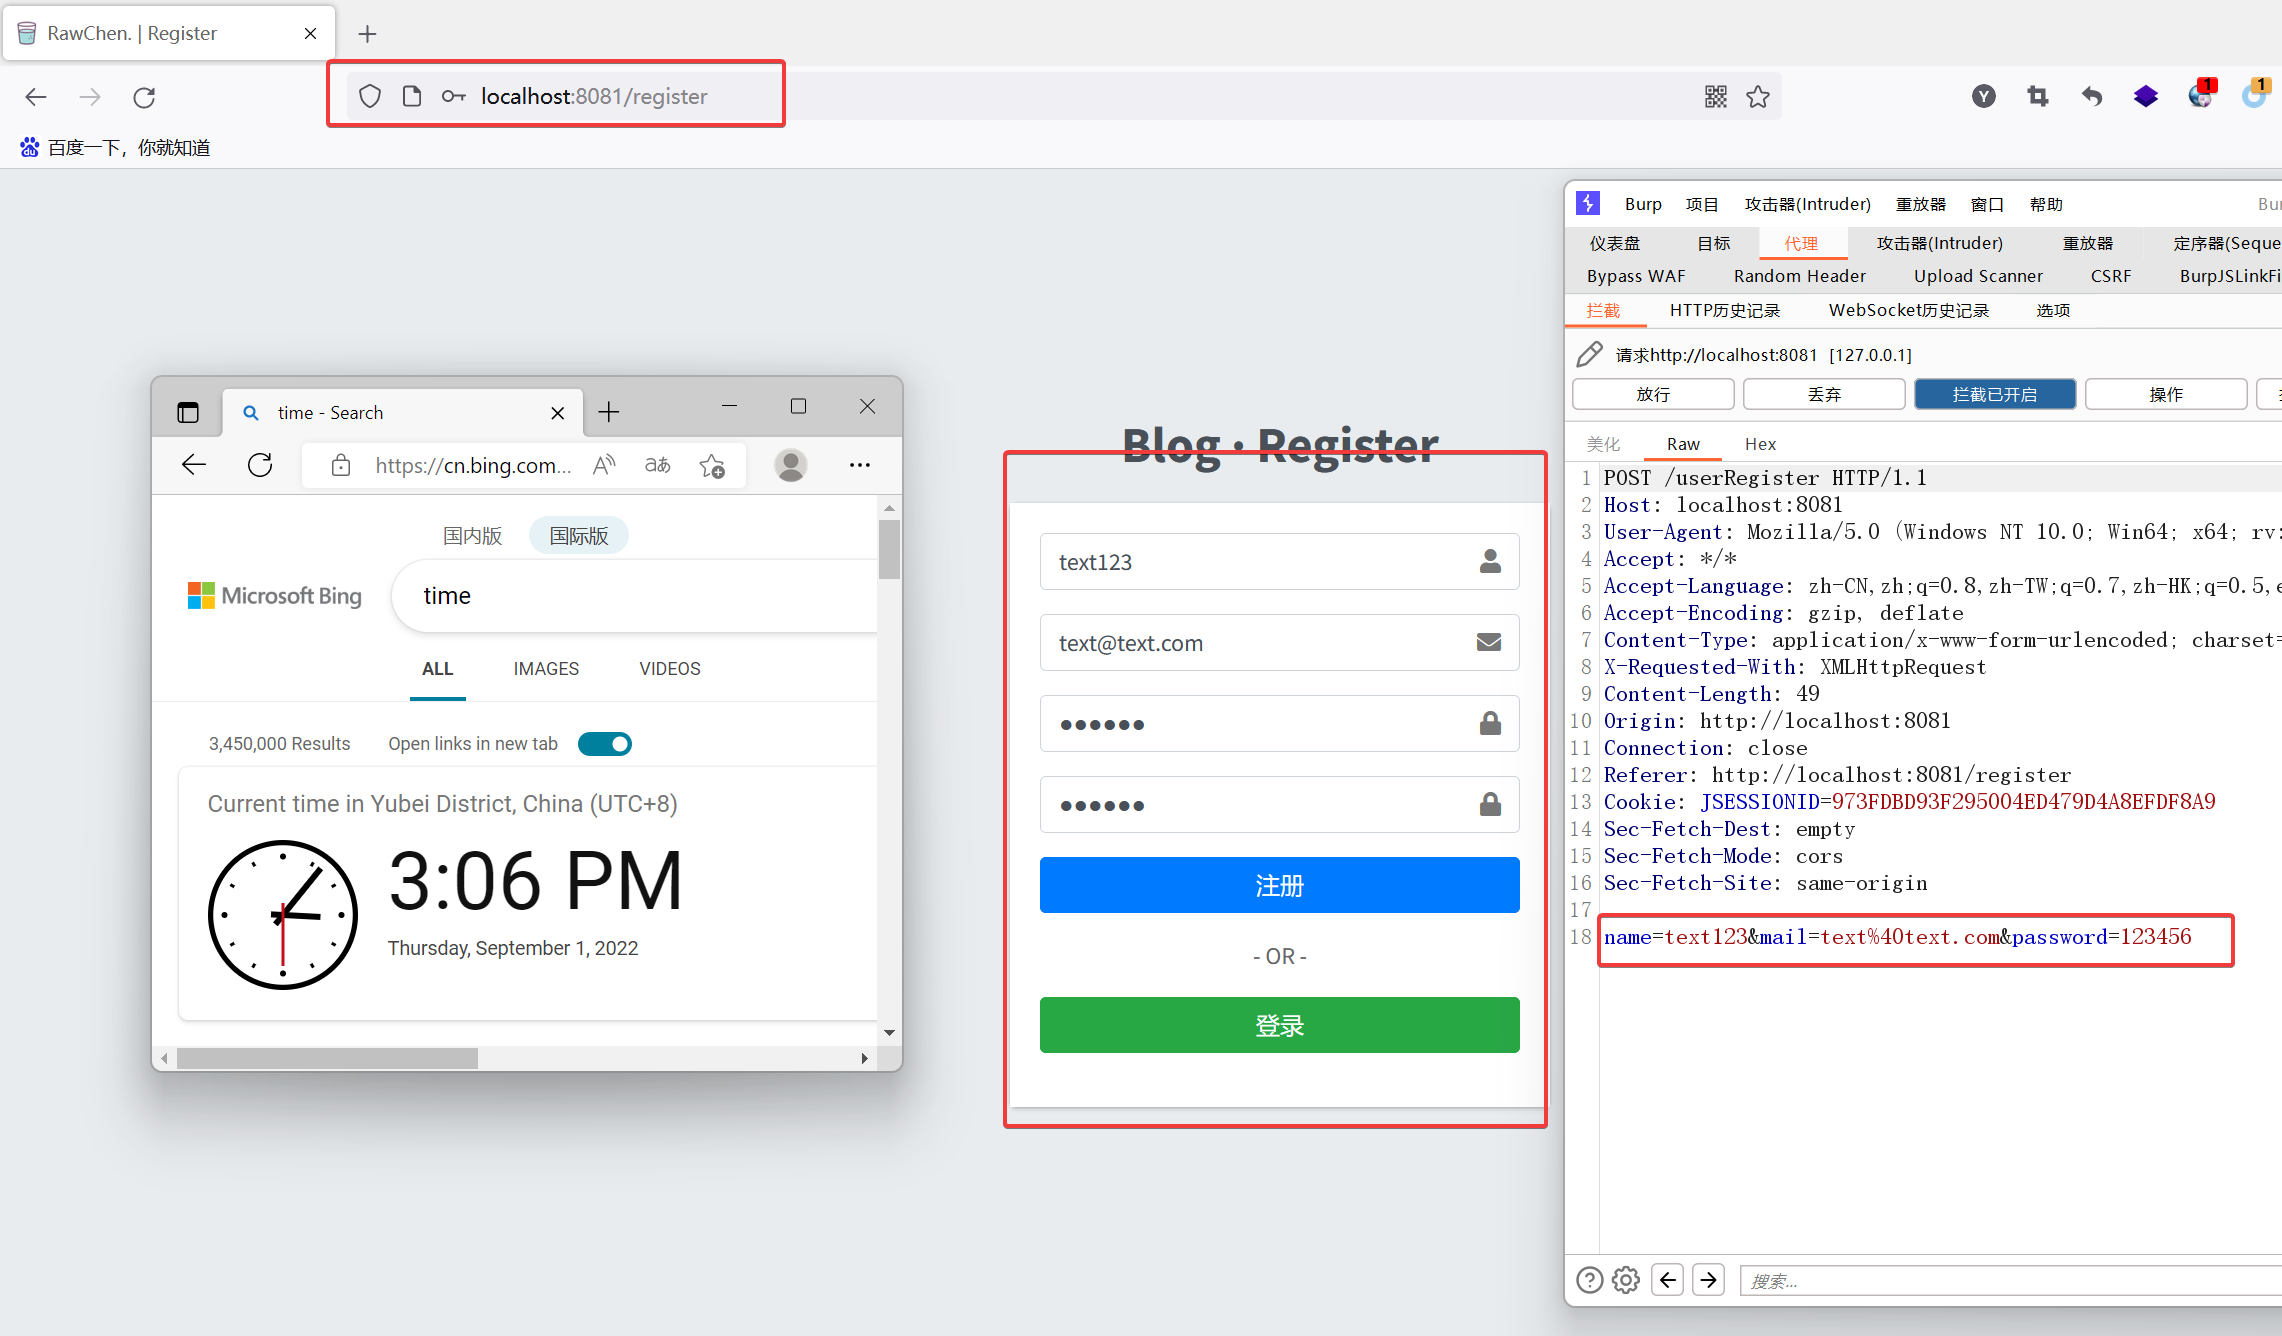 RawChen. | Register
localhost:8081/register
1
1
百度一下，你就知道
time - Search
https://cn.bing.com...
国内版 国际版
Microsoft Bing
time
ALL IMAGES VIDEOS
3,450,000 Results Open links in new tab
Current time in Yubei District, China (UTC+8)
3:06 PM
Thursday, September 1, 2022
Blog · Register
text123
text@text.com
●●●●●●
●●●●●●
注册
- OR -
登录
Burp 项目 攻击器(Intruder) 重放器 窗口 帮助
仪表盘 目标 代理 攻击器(Intruder) 重放器 定序器(Seque
Bypass WAF Random Header Upload Scanner CSRF BurpJSLinkFi
拦截 HTTP历史记录 WebSocket历史记录 选项
请求http://localhost:8081 [127.0.0.1]
放行 丢弃 拦截已开启 操作
美化 Raw Hex
1 POST /userRegister HTTP/1.1
2 Host: localhost:8081
3 User-Agent: Mozilla/5.0 (Windows NT 10.0; Win64; x64; rv:
4 Accept: */*
5 Accept-Language: zh-CN,zh;q=0.8,zh-TW;q=0.7,zh-HK;q=0.5,e
6 Accept-Encoding: gzip, deflate
7 Content-Type: application/x-www-form-urlencoded; charset=
8 X-Requested-With: XMLHttpRequest
9 Content-Length: 49
10 Origin: http://localhost:8081
11 Connection: close
12 Referer: http://localhost:8081/register
13 Cookie: JSESSIONID=973FDBD93F295004ED479D4A8EFDF8A9
14 Sec-Fetch-Dest: empty
15 Sec-Fetch-Mode: cors
16 Sec-Fetch-Site: same-origin
17
18 name=text123&mail=text%40text.com&password=123456
搜索...